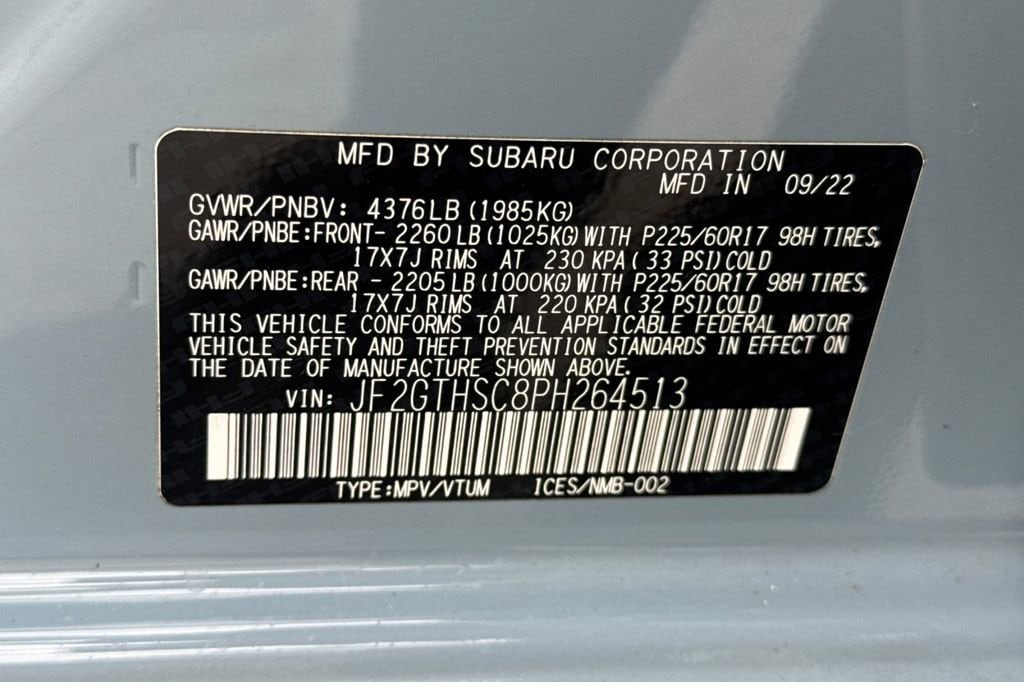 MFD BY SUBARU CORPORATION
MFD IN 09/22
GVWR/PNBV: 4376LB (1985KG)
GAWR/PNBE:FRONT- 2260LB (1025KG) WITH P225/60R17 98H TIRES,
17X7J RIMS AT 230 KPA ( 33 PSI) COLD
GAWR/PNBE:REAR - 2205LB (1000KG) WITH P225/60R17 98H TIRES,
17X7J RIMS AT 220 KPA ( 32 PSI) COLD
THIS VEHICLE CONFORMS TO ALL APPLICABLE FEDERAL MOTOR
VEHICLE SAFETY AND THEFT PREVENTION STANDARDS IN EFFECT ON
THE DATE OF MANUFACTURE SHOWN ABOVE.
VIN: JF2GTHSC8PH264513
TYPE:MPV/VTUM ICES/NMB-002